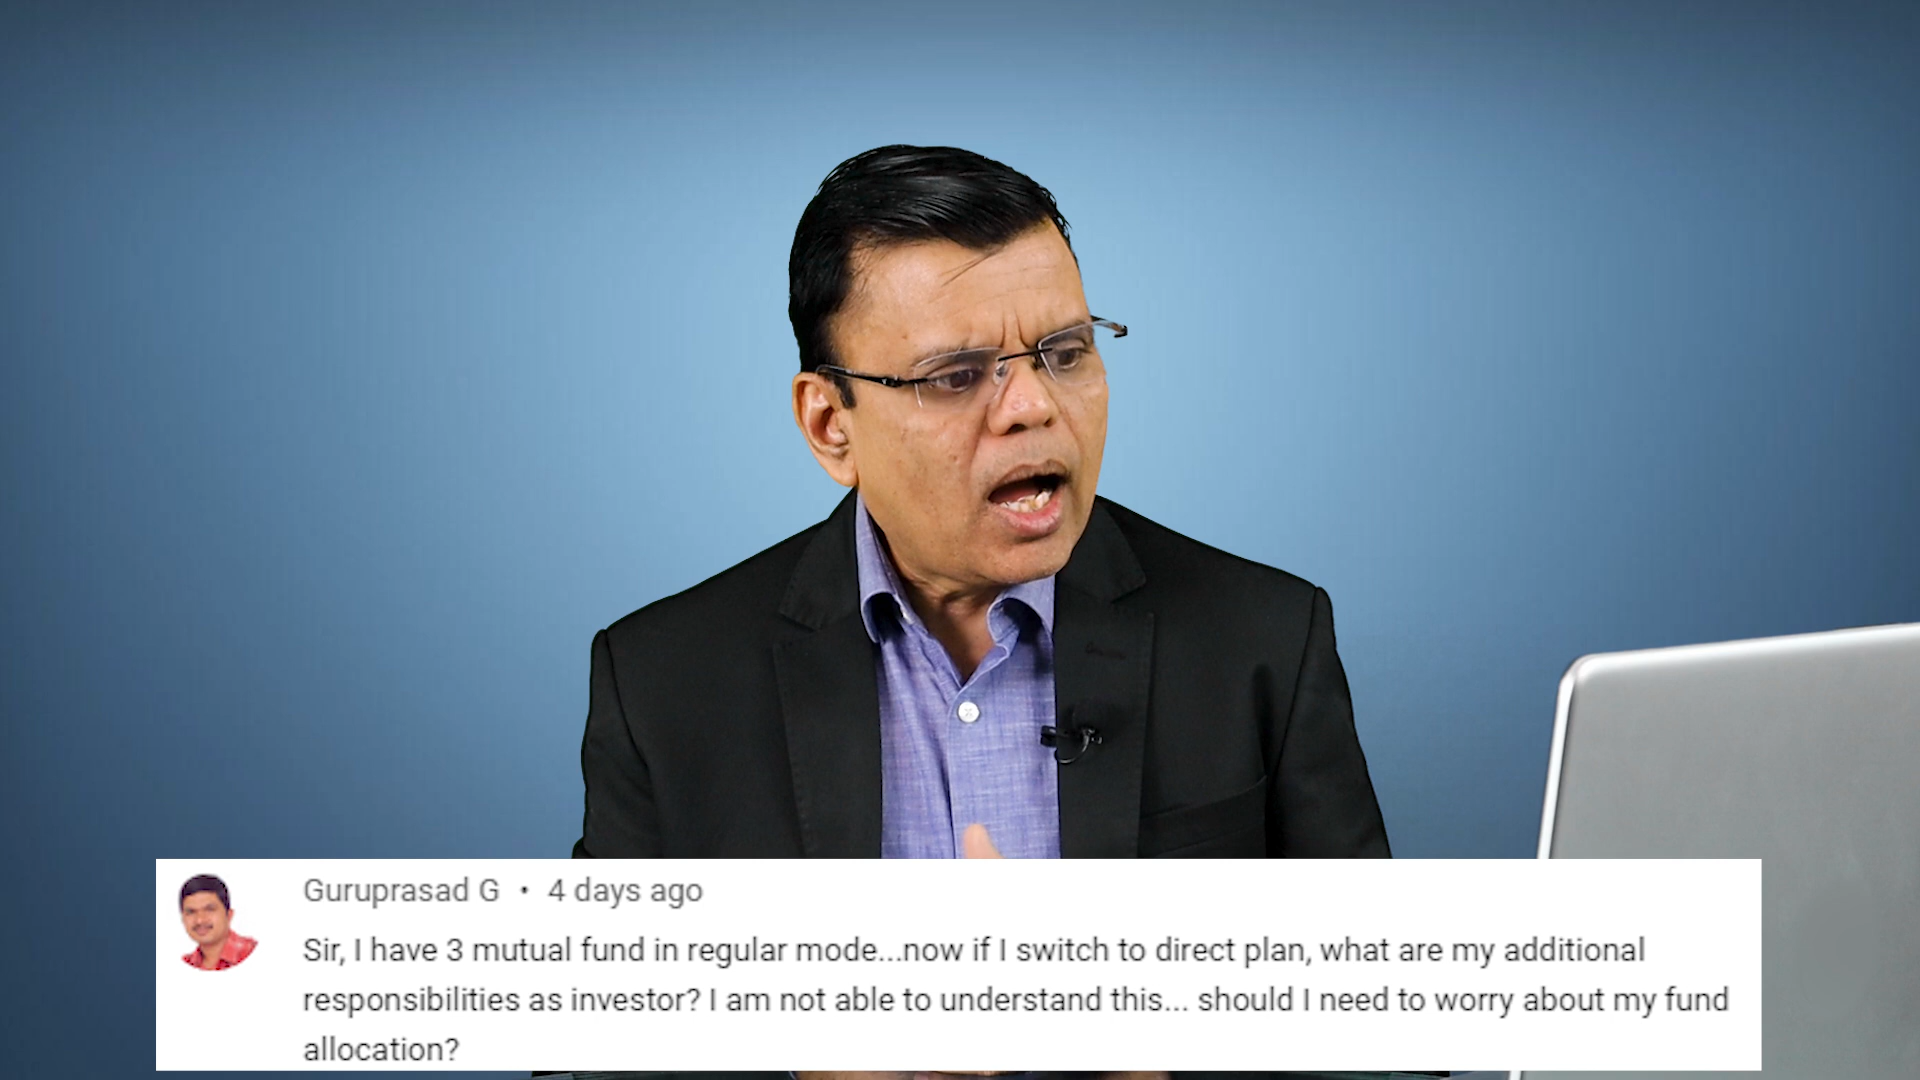 Guruprasad G • 4 days ago
Sir, I have 3 mutual fund in regular mode...now if I switch to direct plan, what are my additional
responsibilities as investor? I am not able to understand this... should I need to worry about my fund
allocation?